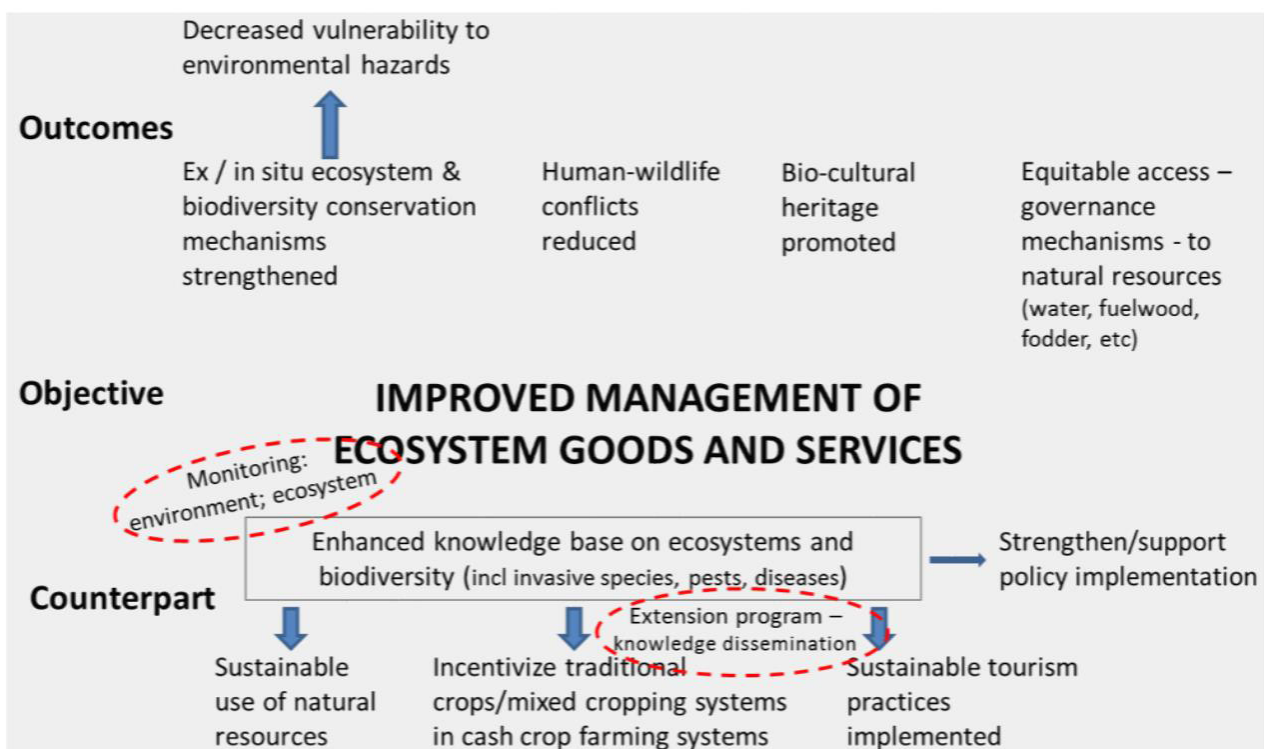 Decreased vulnerability to
environmental hazards
Outcomes
Ex / in situ ecosystem &
biodiversity conservation
mechanisms
strengthened
Human-wildlife
conflicts
reduced
Bio-cultural
heritage
promoted
Equitable access –
governance
mechanisms - to
natural resources
(water, fuelwood,
fodder, etc)
Objective
IMPROVED MANAGEMENT OF
ECOSYSTEM GOODS AND SERVICES
Monitoring:
environment; ecosystem
Enhanced knowledge base on ecosystems and
biodiversity (incl invasive species, pests, diseases)
Strengthen/support
policy implementation
Counterpart
Extension program –
knowledge dissemination
Sustainable
use of natural
resources
Incentivize traditional
crops/mixed cropping systems
in cash crop farming systems
Sustainable tourism
practices
implemented